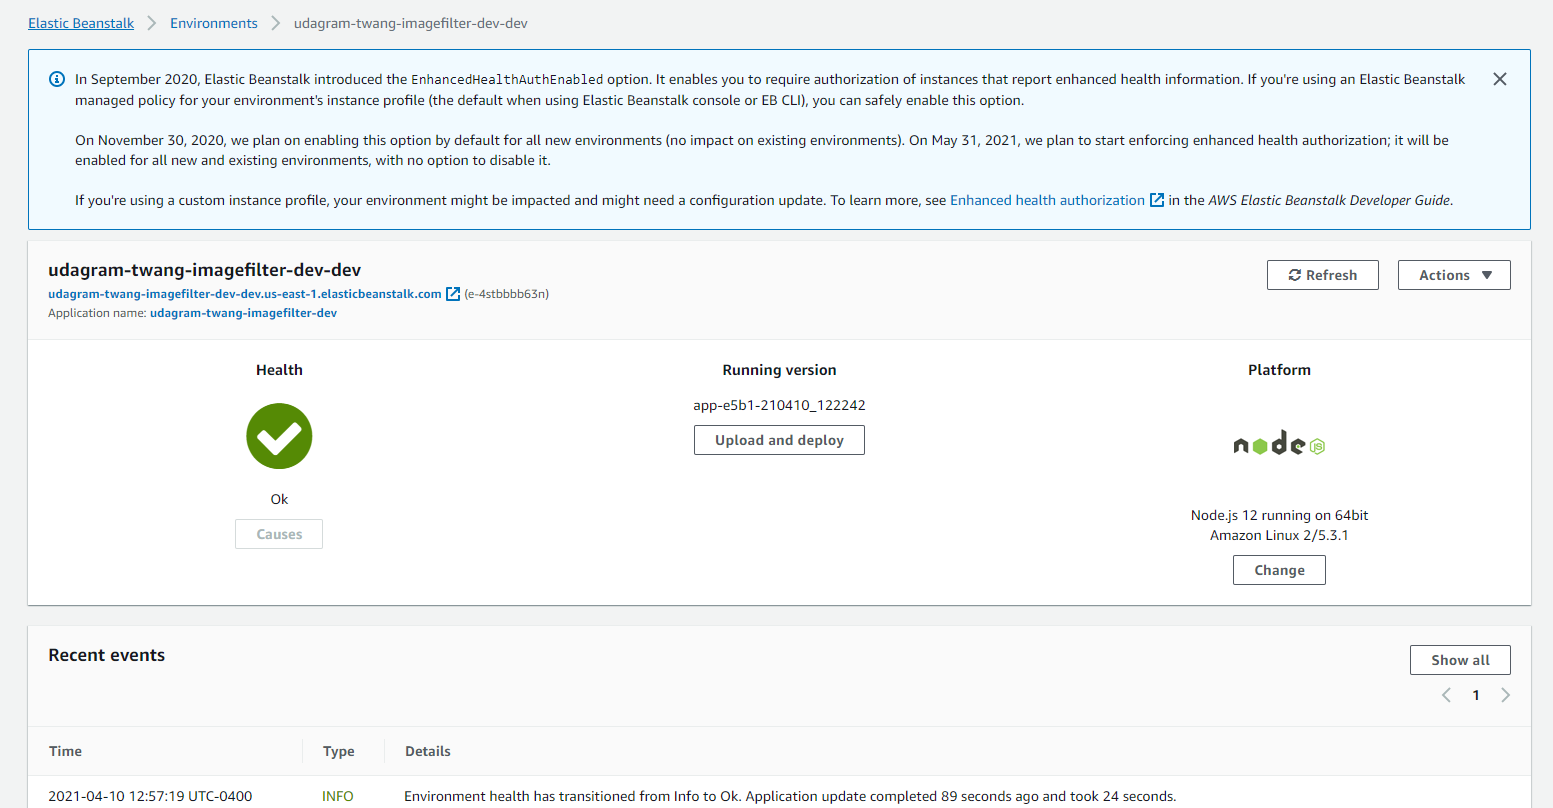 Elastic Beanstalk > Environments > udagram-twang-imagefilter-dev-dev
In September 2020, Elastic Beanstalk introduced the EnhancedHealthAuthEnabled option. It enables you to require authorization of instances that report enhanced health information. If you're using an Elastic Beanstalk
managed policy for your environment's instance profile (the default when using Elastic Beanstalk console or EB CLI), you can safely enable this option.
On November 30, 2020, we plan on enabling this option by default for all new environments (no impact on existing environments). On May 31, 2021, we plan to start enforcing enhanced health authorization; it will be
enabled for all new and existing environments, with no option to disable it.
If you're using a custom instance profile, your environment might be impacted and might need a configuration update. To learn more, see Enhanced health authorization in the AWS Elastic Beanstalk Developer Guide.
udagram-twang-imagefilter-dev-dev
Refresh
Actions
udagram-twang-imagefilter-dev-dev.us-east-1.elasticbeanstalk.com (e-4stbbbb63n)
Application name: udagram-twang-imagefilter-dev
Health
Ok
Causes
Running version
app-e5b1-210410_122242
Upload and deploy
Platform
node JS
Node.js 12 running on 64bit
Amazon Linux 2/5.3.1
Change
Recent events
Show all
1
Time Type Details
2021-04-10 12:57:19 UTC-0400 INFO Environment health has transitioned from Info to Ok. Application update completed 89 seconds ago and took 24 seconds.